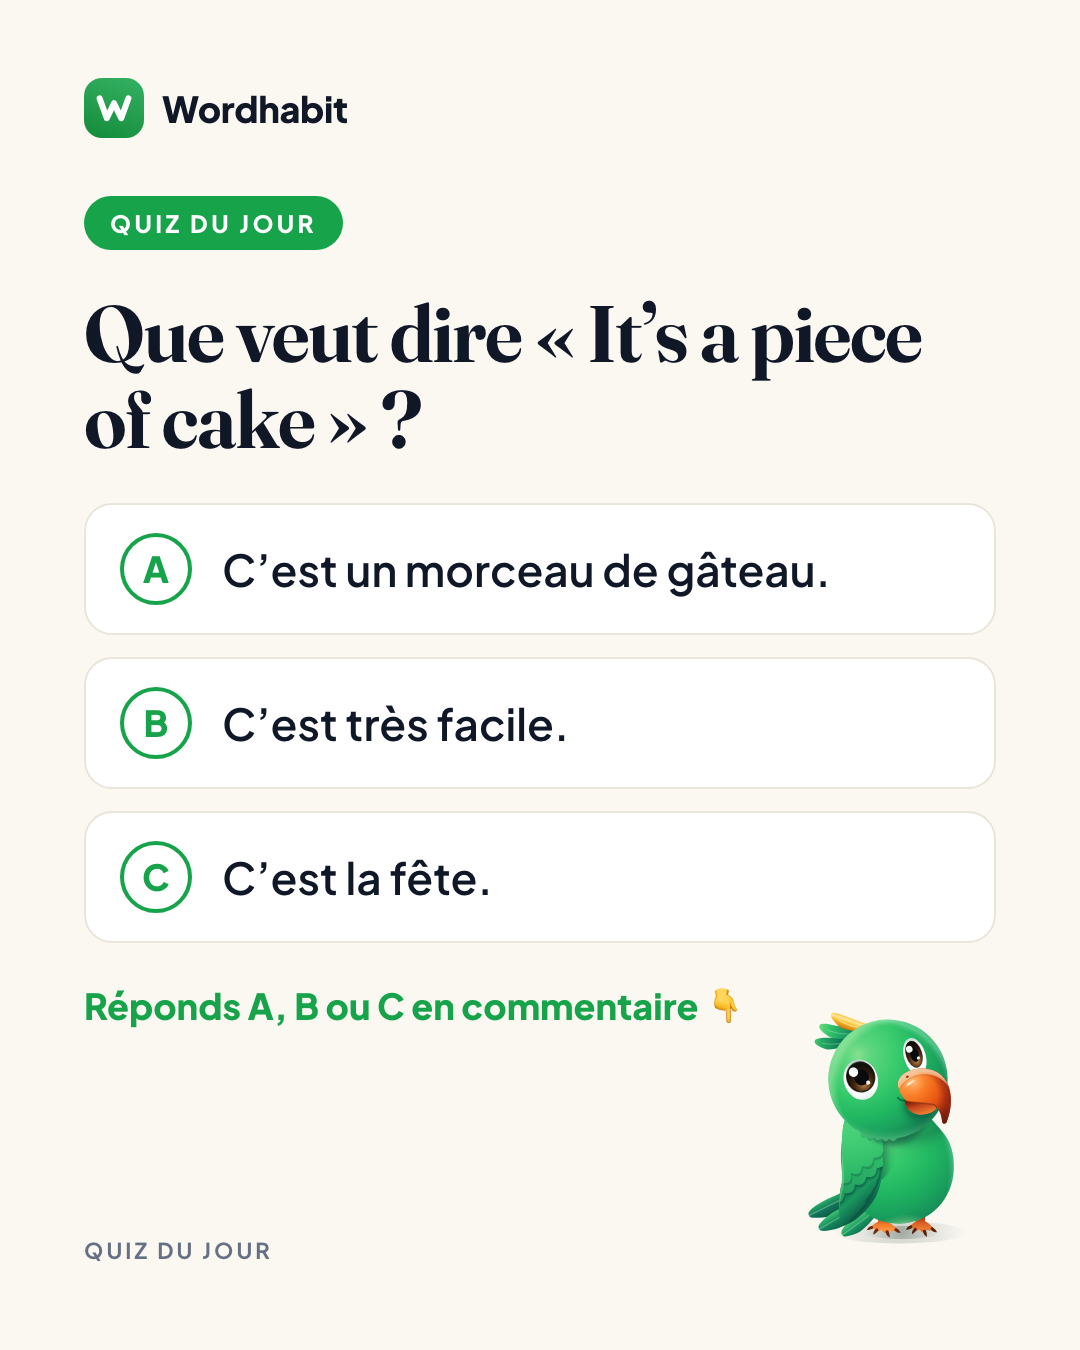 W Wordhabit
QUIZ DU JOUR
Que veut dire « It’s a piece
of cake » ?
A C’est un morceau de gâteau.
B C’est très facile.
C C’est la fête.
Réponds A, B ou C en commentaire 👇
QUIZ DU JOUR